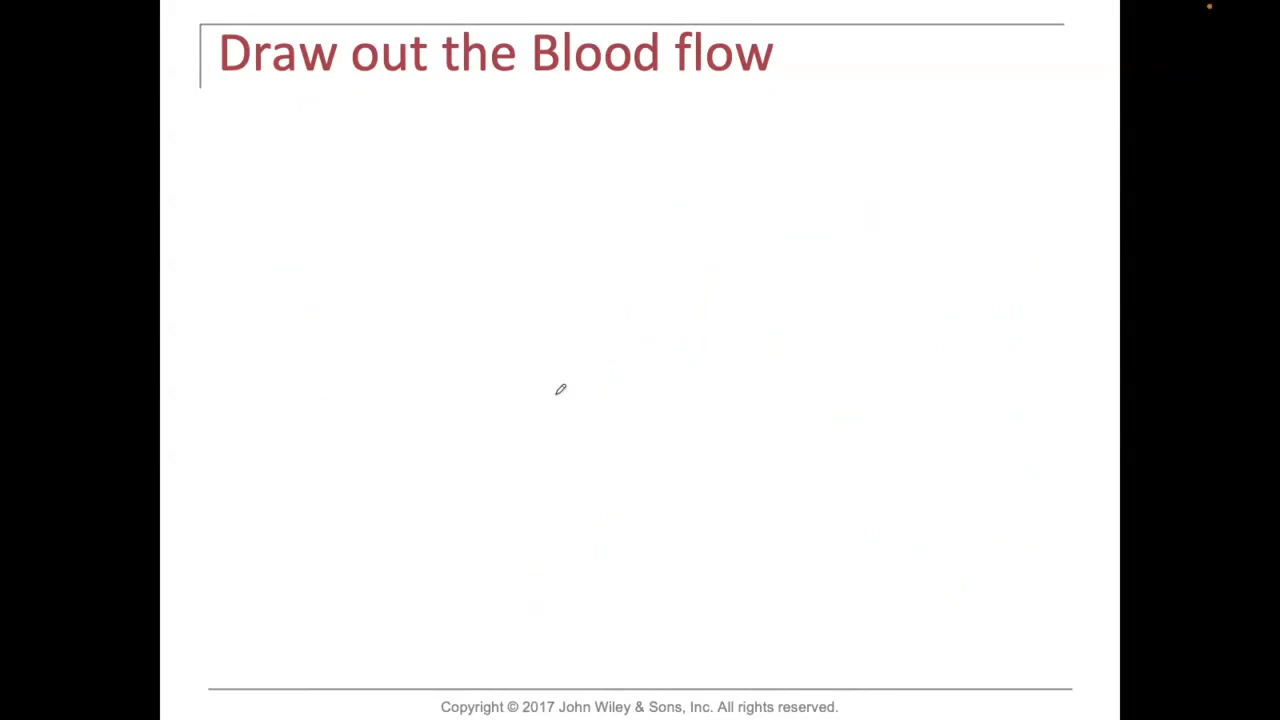 Draw out the Blood flow
Copyright © 2017 John Wiley & Sons, Inc. All rights reserved.